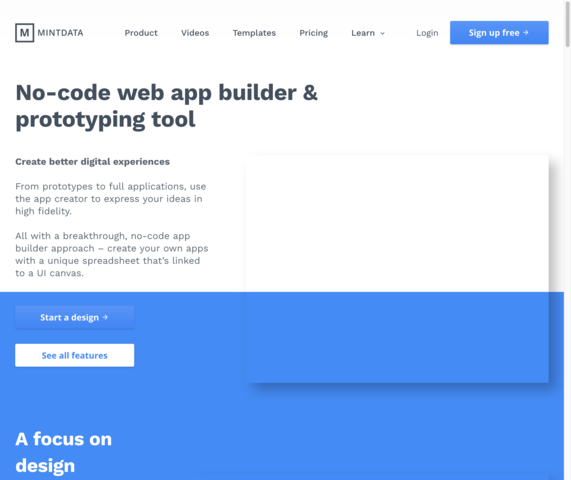 M MINTDATA
Product
Videos
Templates
Pricing
Learn
Login
Sign up free →
No-code web app builder &
prototyping tool
Create better digital experiences
From prototypes to full applications, use
the app creator to express your ideas in
high fidelity.
All with a breakthrough, no-code app
builder approach – create your own apps
with a unique spreadsheet that’s linked
to a UI canvas.
Start a design →
See all features
A focus on
design